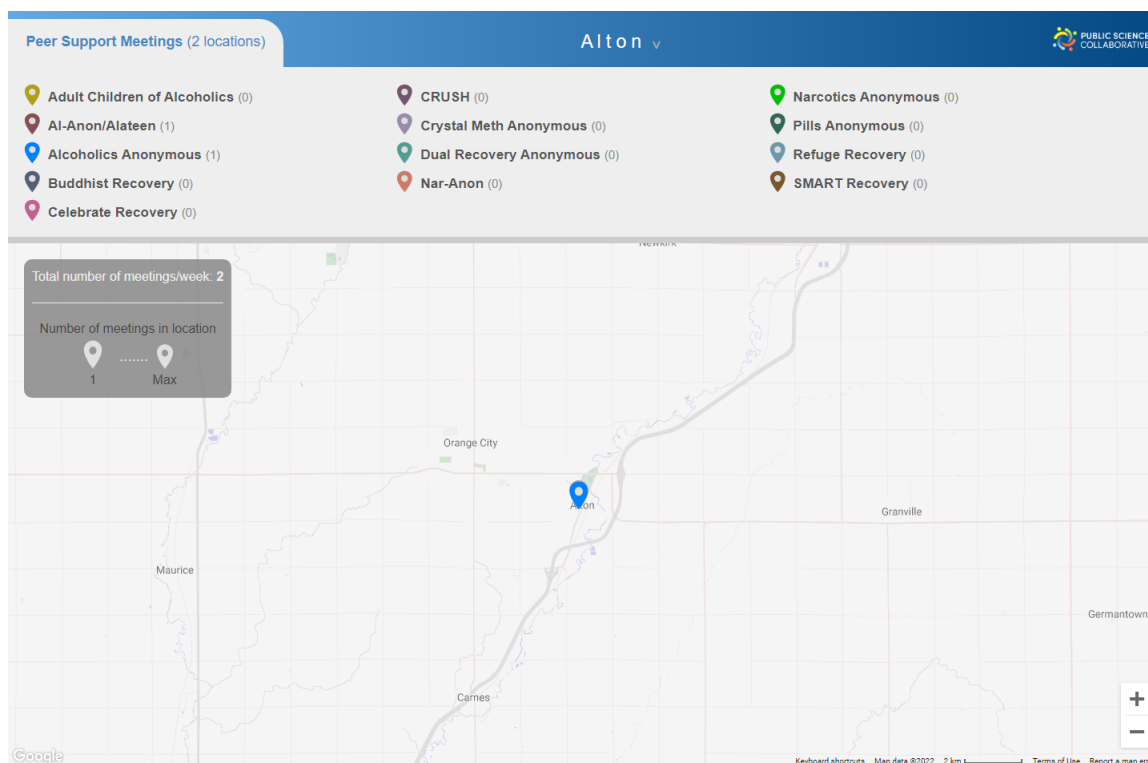 Peer Support Meetings (2 locations)
Alton v
PUBLIC SCIENCE
COLLABORATIVE
Adult Children of Alcoholics (0)
Al-Anon/Alateen (1)
Alcoholics Anonymous (1)
Buddhist Recovery (0)
Celebrate Recovery (0)
CRUSH (0)
Crystal Meth Anonymous (0)
Dual Recovery Anonymous (0)
Nar-Anon (0)
Narcotics Anonymous (0)
Pills Anonymous (0)
Refuge Recovery (0)
SMART Recovery (0)
Newkirk
Total number of meetings/week: 2
Number of meetings in location
.......
1 Max
Orange City
Alton
Granville
Maurice
Germantown
Carnes
+
−
Google
Keyboard shortcuts Map data ©2022 2 km Terms of Use Report a map er